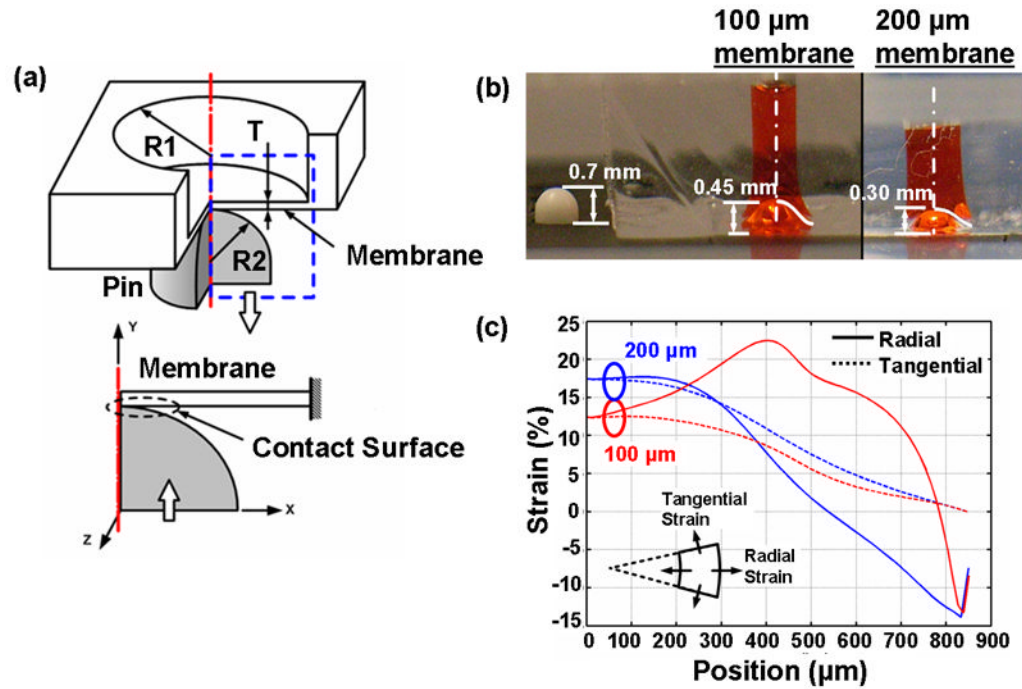 (a)
R1
T
R2
Membrane
Pin
Y
Membrane
Contact Surface
X
Z
100 µm
membrane
200 µm
membrane
(b)
0.7 mm
0.45 mm
0.30 mm
(c)
25
20
15
10
5
0
-5
-10
-15
Strain (%)
200 µm
100 µm
Radial
Tangential
Tangential
Strain
Radial
Strain
0 100 200 300 400 500 600 700 800 900
Position (µm)